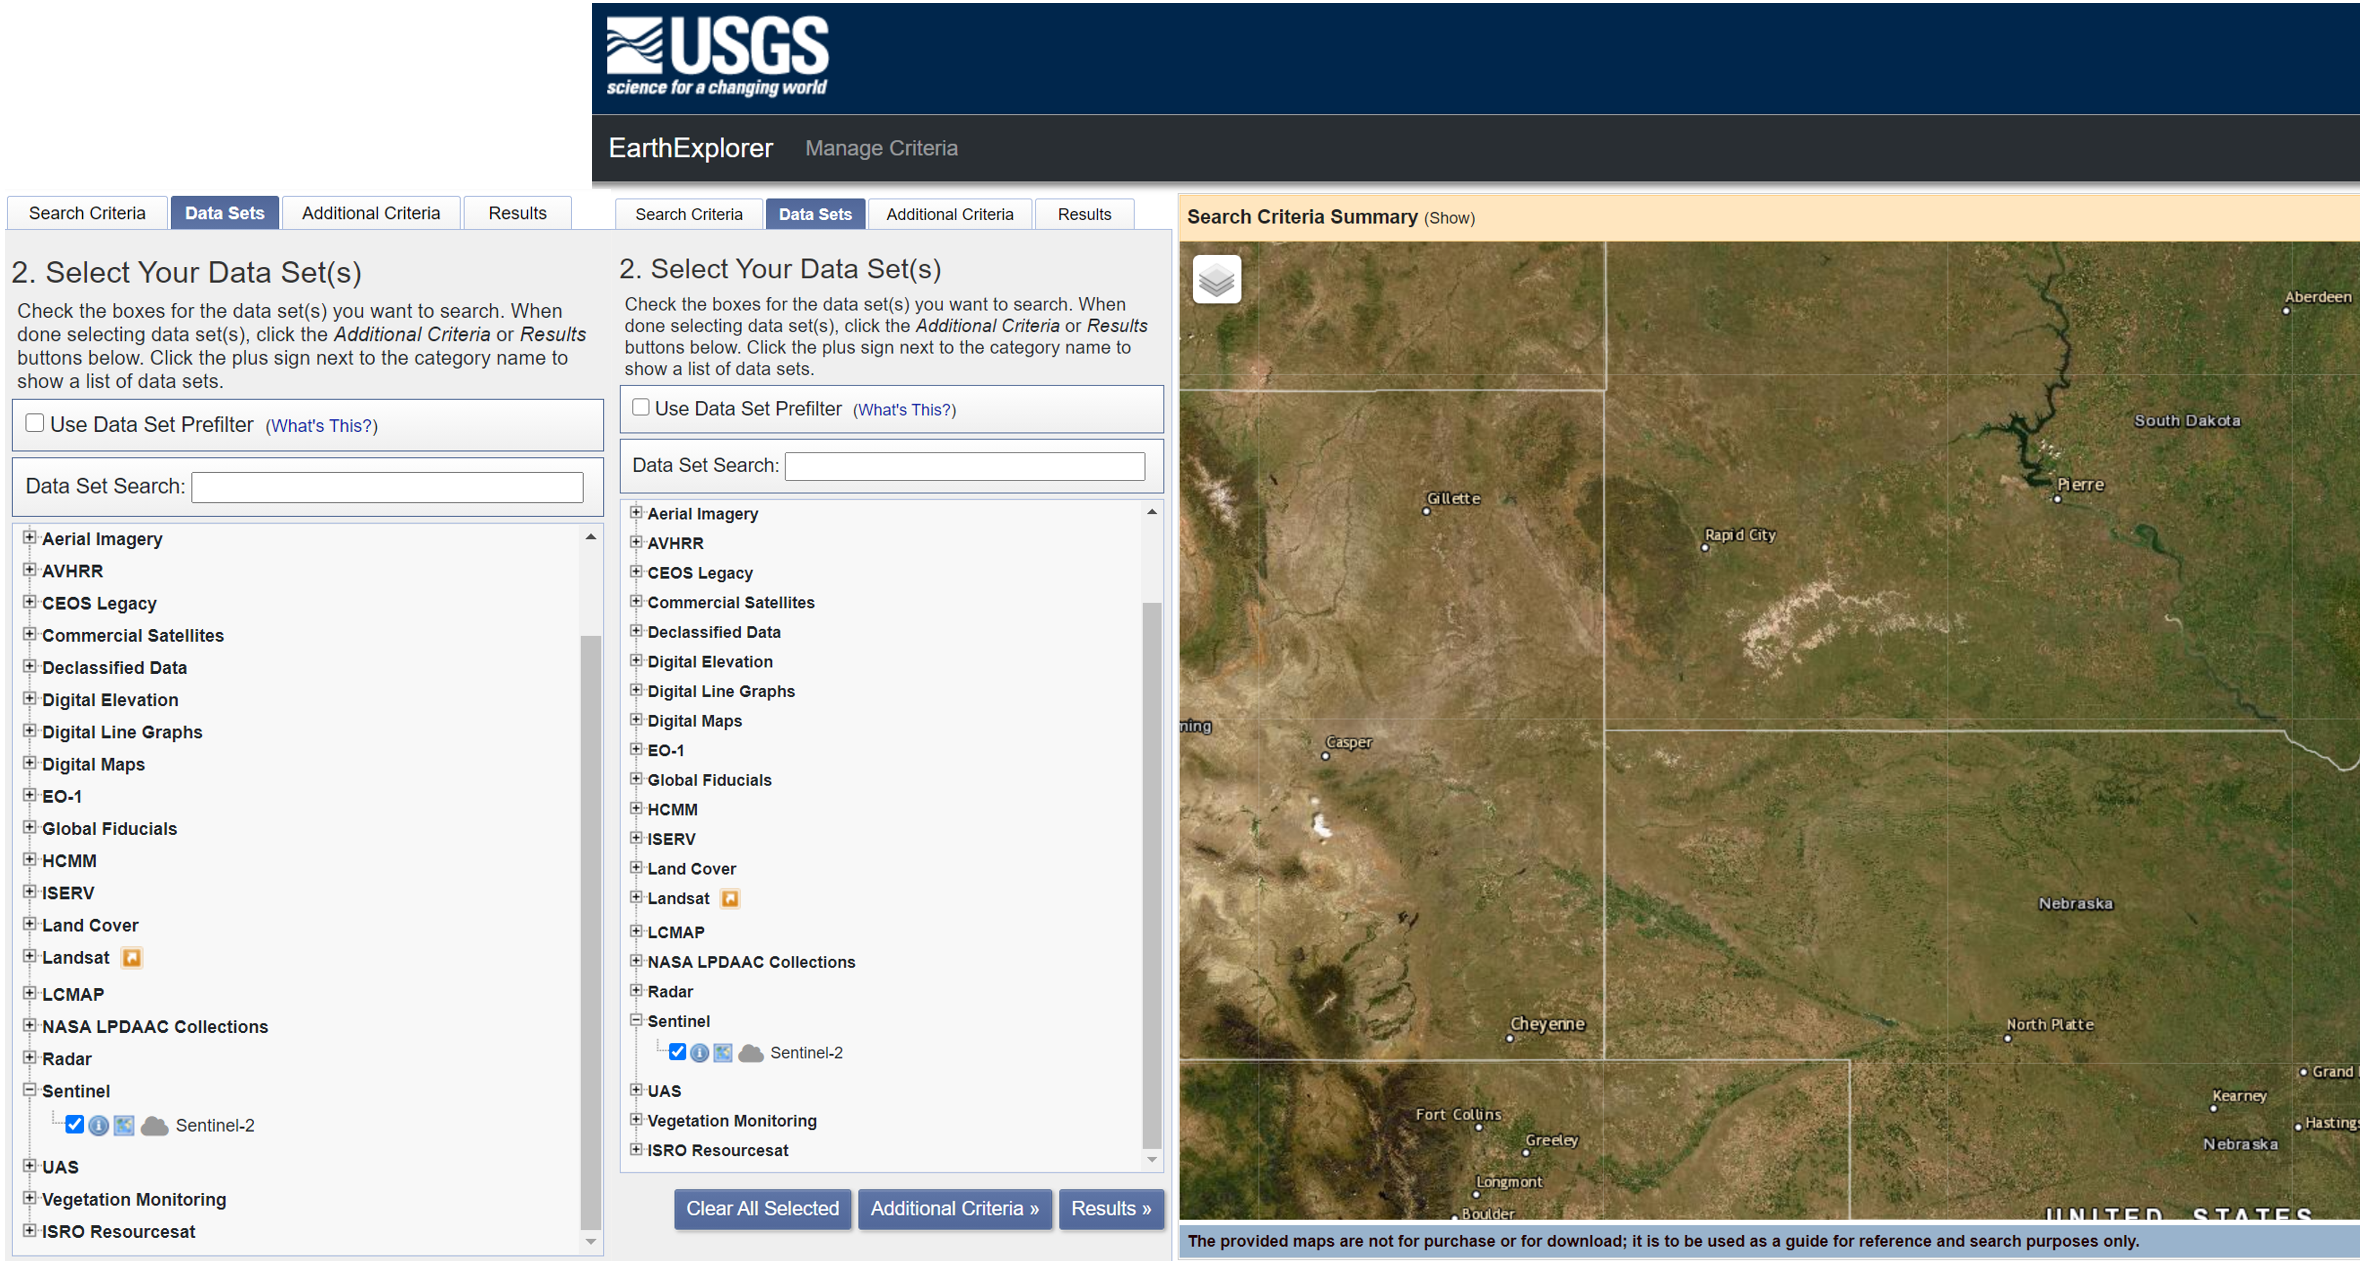 USGS
science for a changing world
EarthExplorer Manage Criteria
Search Criteria Data Sets Additional Criteria Results
2. Select Your Data Set(s)
Check the boxes for the data set(s) you want to search. When
done selecting data set(s), click the Additional Criteria or Results
buttons below. Click the plus sign next to the category name to
show a list of data sets.
Use Data Set Prefilter (What's This?)
Data Set Search:
Aerial Imagery
AVHRR
CEOS Legacy
Commercial Satellites
Declassified Data
Digital Elevation
Digital Line Graphs
Digital Maps
EO-1
Global Fiducials
HCMM
ISERV
Land Cover
Landsat
LCMAP
NASA LPDAAC Collections
Radar
Sentinel
Sentinel-2
UAS
Vegetation Monitoring
ISRO Resourcesat
Search Criteria Data Sets Additional Criteria Results
2. Select Your Data Set(s)
Check the boxes for the data set(s) you want to search. When
done selecting data set(s), click the Additional Criteria or Results
buttons below. Click the plus sign next to the category name to
show a list of data sets.
Use Data Set Prefilter (What's This?)
Data Set Search:
Aerial Imagery
AVHRR
CEOS Legacy
Commercial Satellites
Declassified Data
Digital Elevation
Digital Line Graphs
Digital Maps
EO-1
Global Fiducials
HCMM
ISERV
Land Cover
Landsat
LCMAP
NASA LPDAAC Collections
Radar
Sentinel
Sentinel-2
UAS
Vegetation Monitoring
ISRO Resourcesat
Clear All Selected Additional Criteria » Results »
Search Criteria Summary (Show)
Aberdeen
South Dakota
Pierre
Gillette
Rapid City
ming
Casper
Nebraska
Cheyenne
North Platte
Grand
Kearney
Hastings
Nebraska
Fort Collins
Greeley
Longmont
Boulder
UNITED STATES
The provided maps are not for purchase or for download; it is to be used as a guide for reference and search purposes only.